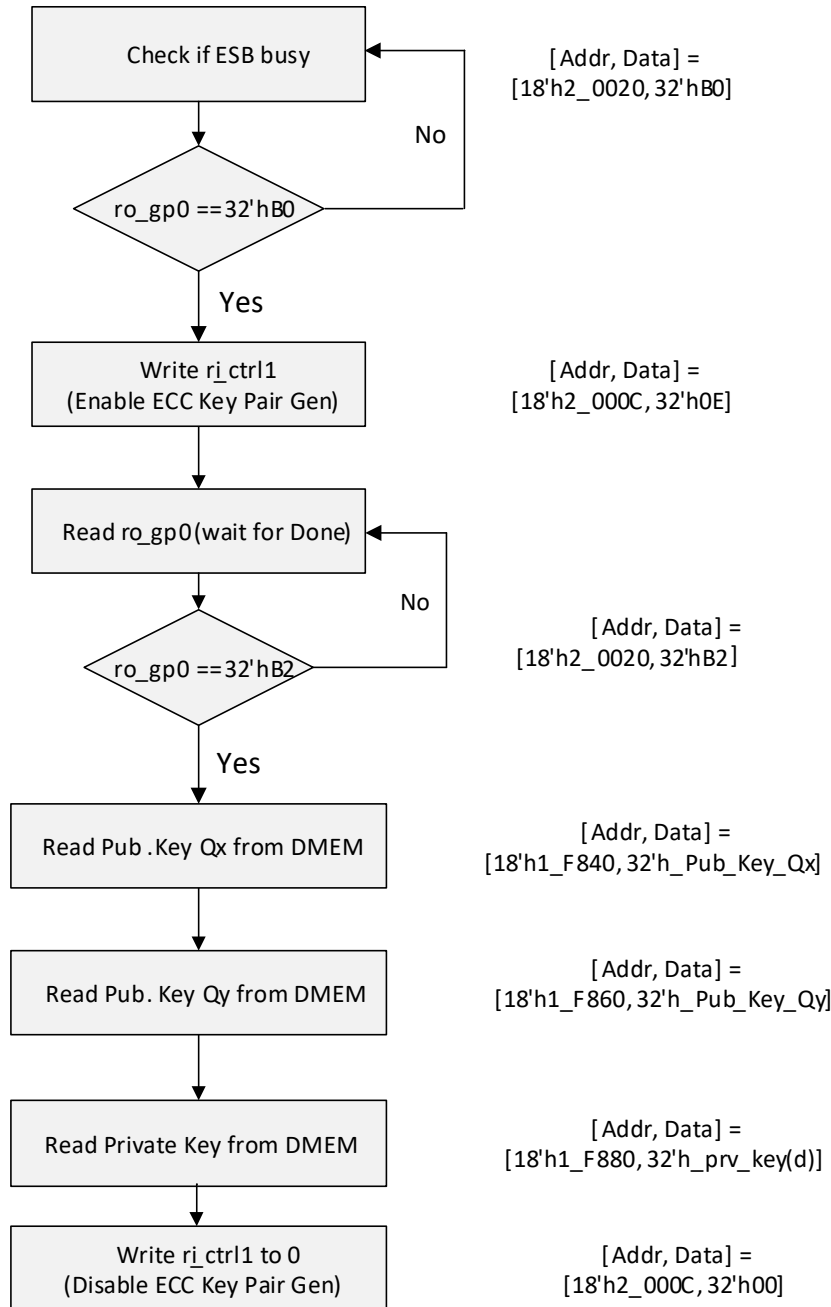 Check if ESB busy
[Addr, Data] =
[18'h2_0020, 32'hB0]
No
ro_gp0 ==32'hB0
Yes
Write ri_ctrl1
(Enable ECC Key Pair Gen)
[Addr, Data] =
[18'h2_000C, 32'h0E]
Read ro_gp0(wait for Done)
No
[Addr, Data] =
[18'h2_0020, 32'hB2]
ro_gp0 ==32'hB2
Yes
Read Pub .Key Qx from DMEM
[Addr, Data] =
[18'h1_F840, 32'h_Pub_Key_Qx]
Read Pub. Key Qy from DMEM
[Addr, Data] =
[18'h1_F860, 32'h_Pub_Key_Qy]
Read Private Key from DMEM
[Addr, Data] =
[18'h1_F880, 32'h_prv_key(d)]
Write ri_ctrl1 to 0
(Disable ECC Key Pair Gen)
[Addr, Data] =
[18'h2_000C, 32'h00]